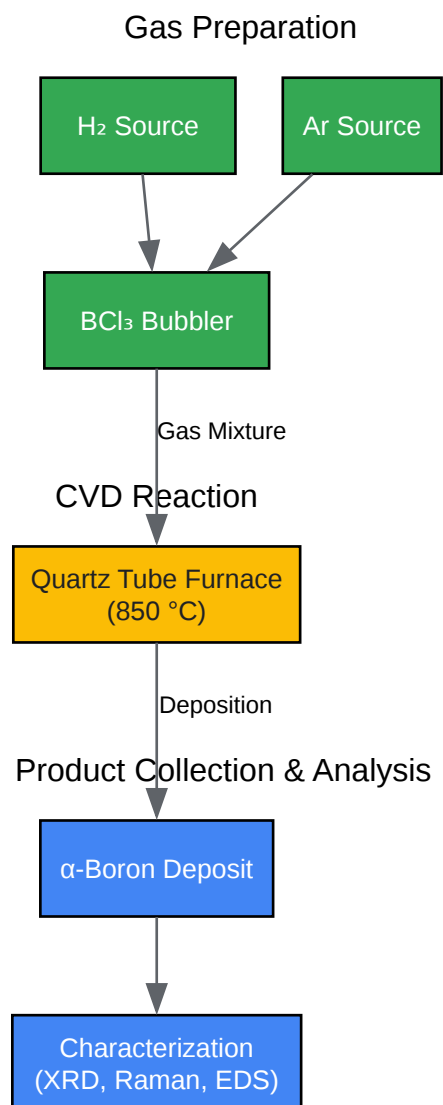 Gas Preparation
H₂ Source
Ar Source
BCl₃ Bubbler
Gas Mixture
CVD Reaction
Quartz Tube Furnace
(850 °C)
Deposition
Product Collection & Analysis
α-Boron Deposit
Characterization
(XRD, Raman, EDS)